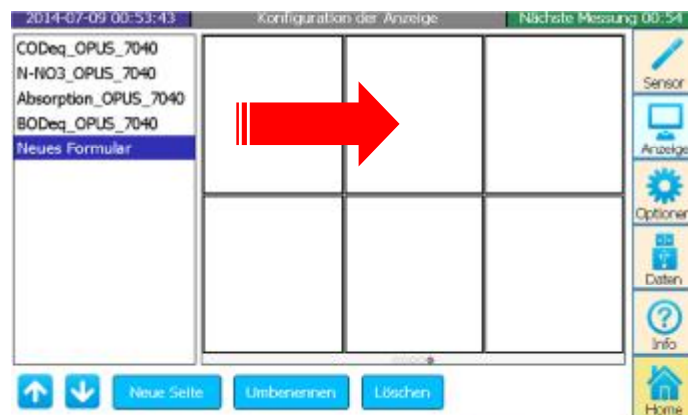 2014-07-09 00:53:43 Konfiguration der Anzeige Nächste Messung 00:54
CODeq_OPUS_7040
N-NO3_OPUS_7040
Absorption_OPUS_7040
BODeq_OPUS_7040
Neues Formular
Sensor
Anzeige
Optionen
Daten
Info
Home
Neue Seite Umbenennen Löschen